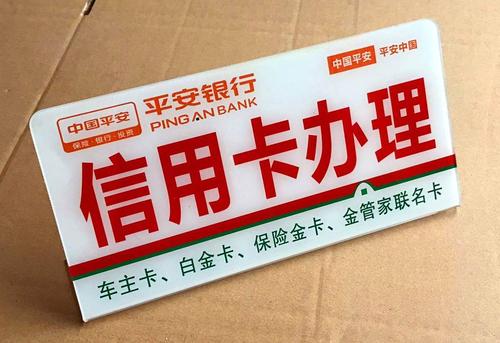 中国平安
保险·银行·投资
平安银行
PINGAN BANK
中国平安 平安中国
信用卡办理
车主卡、白金卡、保险金卡、金管家联名卡